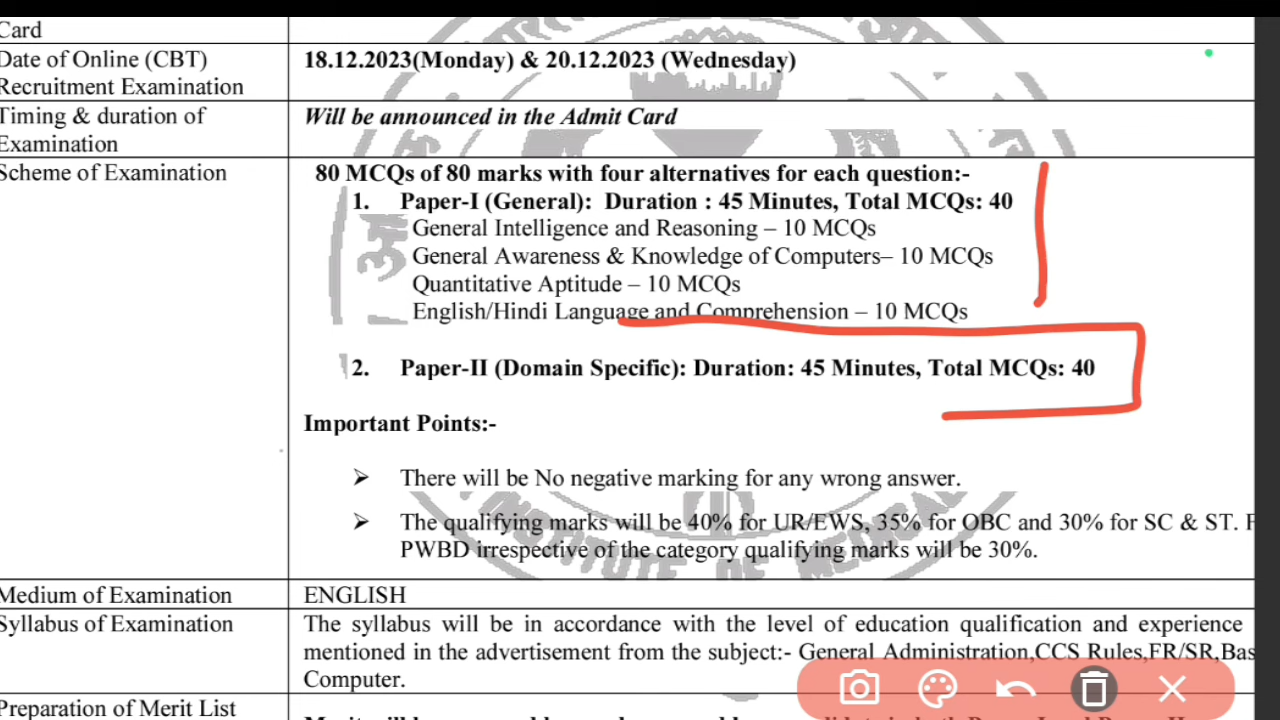 Card
Date of Online (CBT) 18.12.2023(Monday) & 20.12.2023 (Wednesday)
Recruitment Examination
Timing & duration of Will be announced in the Admit Card
Examination
Scheme of Examination 80 MCQs of 80 marks with four alternatives for each question:-
1. Paper-I (General): Duration : 45 Minutes, Total MCQs: 40
General Intelligence and Reasoning – 10 MCQs
General Awareness & Knowledge of Computers– 10 MCQs
Quantitative Aptitude – 10 MCQs
English/Hindi Language and Comprehension – 10 MCQs
2. Paper-II (Domain Specific): Duration: 45 Minutes, Total MCQs: 40
Important Points:-
➢ There will be No negative marking for any wrong answer.
➢ The qualifying marks will be 40% for UR/EWS, 35% for OBC and 30% for SC & ST.
PWBD irrespective of the category qualifying marks will be 30%.
INSTITUTE OF MEDICAL
Medium of Examination ENGLISH
Syllabus of Examination The syllabus will be in accordance with the level of education qualification and experience
mentioned in the advertisement from the subject:- General Administration,CCS Rules,FR/SR,Bas
Computer.
Preparation of Merit List